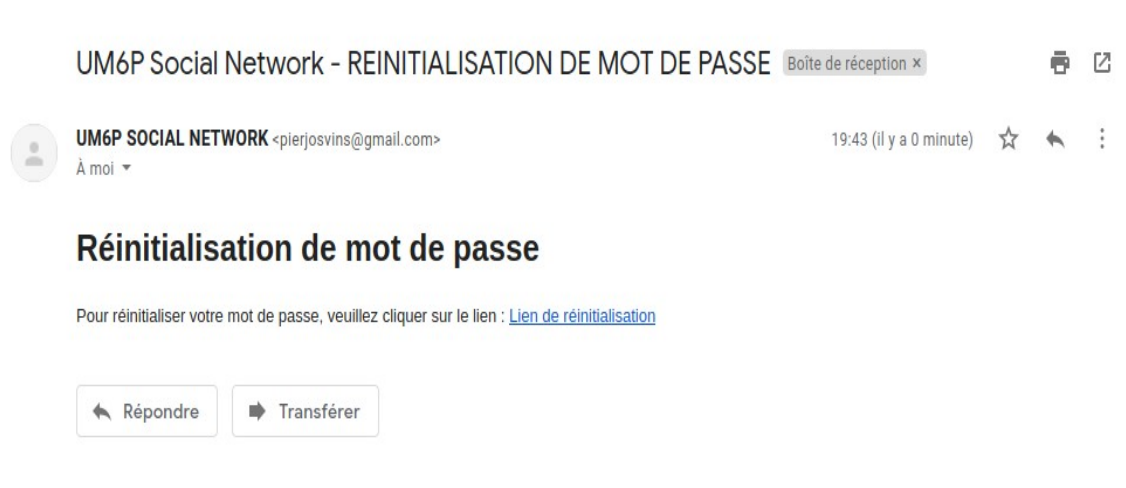 UM6P Social Network - REINITIALISATION DE MOT DE PASSE Boîte de réception ×
UM6P SOCIAL NETWORK <pierjosvins@gmail.com> 19:43 (il y a 0 minute)
À moi
Réinitialisation de mot de passe
Pour réinitialiser votre mot de passe, veuillez cliquer sur le lien : Lien de réinitialisation
Répondre Transférer